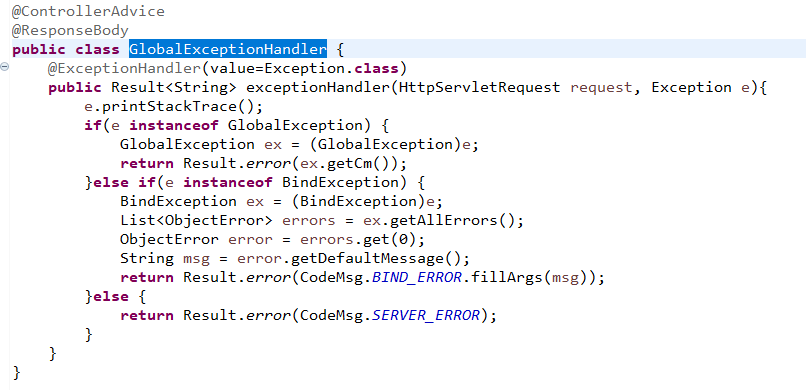 @ControllerAdvice
@ResponseBody
public class GlobalExceptionHandler {
    @ExceptionHandler(value=Exception.class)
    public Result<String> exceptionHandler(HttpServletRequest request, Exception e){
        e.printStackTrace();
        if(e instanceof GlobalException) {
            GlobalException ex = (GlobalException)e;
            return Result.error(ex.getCm());
        }else if(e instanceof BindException) {
            BindException ex = (BindException)e;
            List<ObjectError> errors = ex.getAllErrors();
            ObjectError error = errors.get(0);
            String msg = error.getDefaultMessage();
            return Result.error(CodeMsg.BIND_ERROR.fillArgs(msg));
        }else {
            return Result.error(CodeMsg.SERVER_ERROR);
        }
    }
}